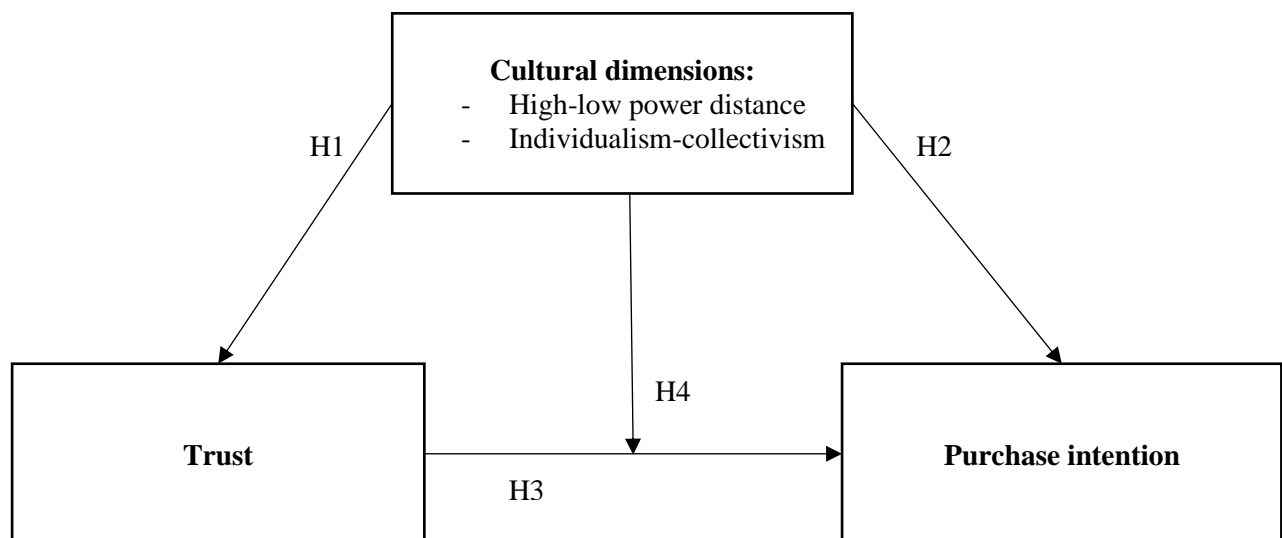 Cultural dimensions:
- High-low power distance
- Individualism-collectivism
H1
H2
H4
Trust
Purchase intention
H3